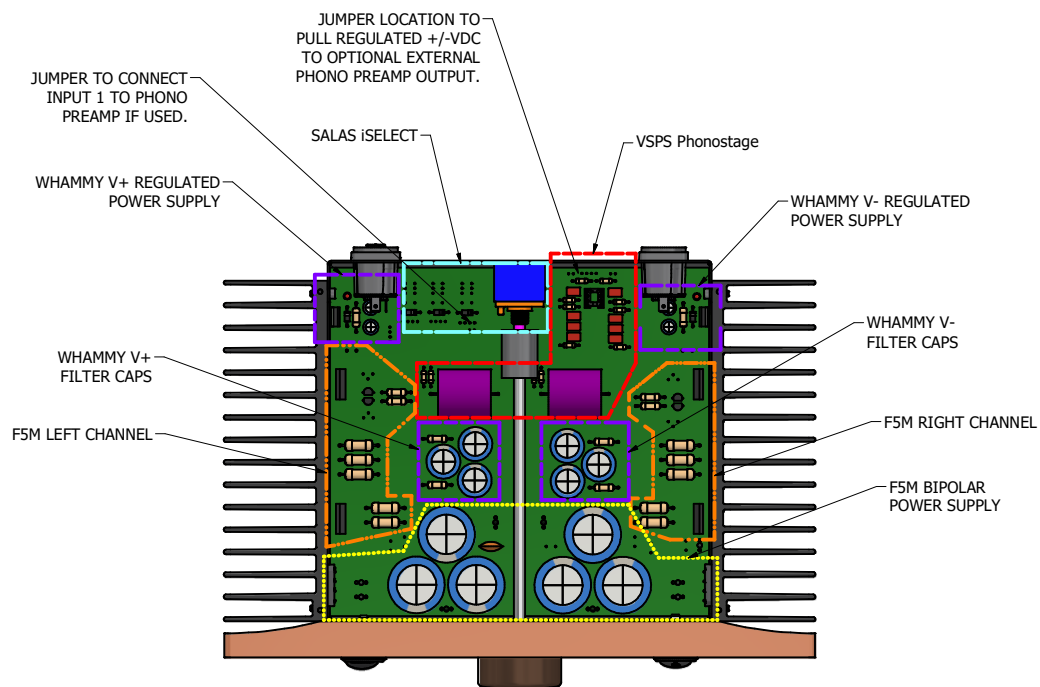 JUMPER LOCATION TO
PULL REGULATED +/-VDC
TO OPTIONAL EXTERNAL
PHONO PREAMP OUTPUT.
JUMPER TO CONNECT
INPUT 1 TO PHONO
PREAMP IF USED.
SALAS iSELECT
VSPS Phonostage
WHAMMY V+ REGULATED
POWER SUPPLY
WHAMMY V- REGULATED
POWER SUPPLY
WHAMMY V+
FILTER CAPS
WHAMMY V-
FILTER CAPS
F5M LEFT CHANNEL
F5M RIGHT CHANNEL
F5M BIPOLAR
POWER SUPPLY